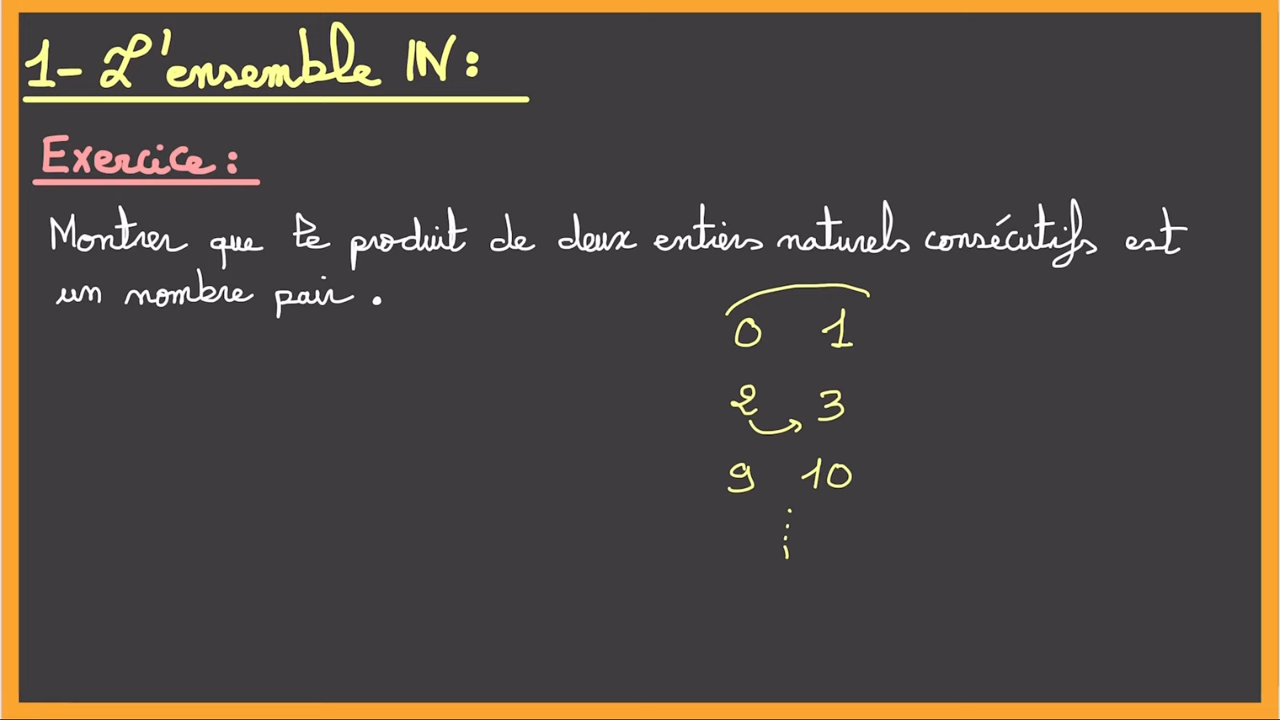 1- L'ensemble IN:
Exercice:
Montrer que le produit de deux entiers naturels consécutifs est
un nombre pair.
0 1
2 3
9 10